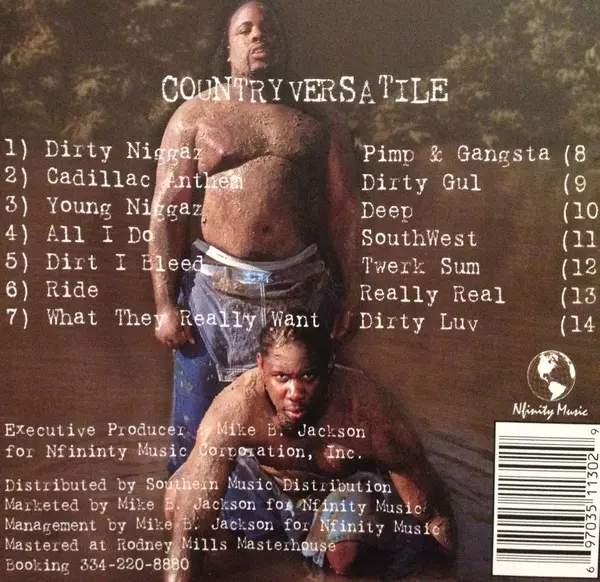 COUNTRYVERSATILE
1) Dirty Niggaz
2) Cadillac Anthem
3) Young Niggaz
4) All I Do
5) Dirt I Bleed
6) Ride
7) What They Really Want
Pimp & Gangsta (8
Dirty Gul (9
Deep (10
SouthWest (11
Twerk Sum (12
Really Real (13
Dirty Luv (14
Nfinity Music
Executive Producer Mike B. Jackson
for Nfininty Music Corporation, Inc.
Distributed by Southern Music Distribution
Marketed by Mike B. Jackson for Nfinity Music
Management by Mike B. Jackson for Nfinity Music
Mastered at Rodney Mills Masterhouse
Booking 334-220-8880
6 97035 11302 9